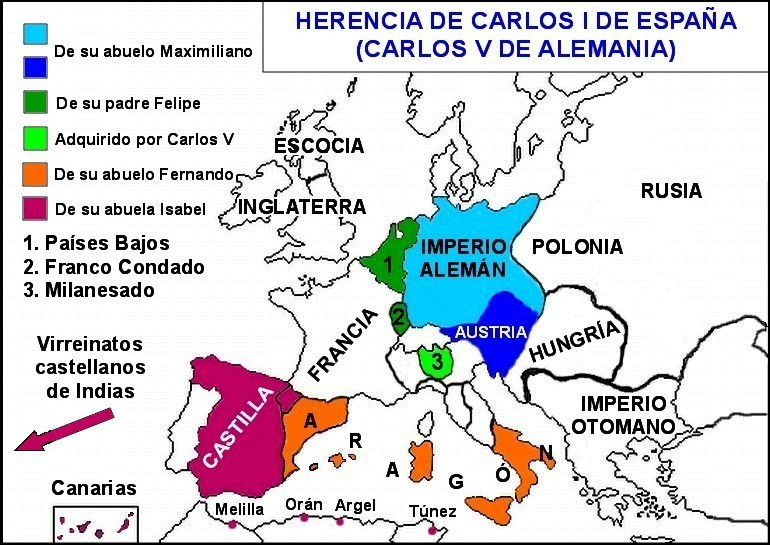 HERENCIA DE CARLOS I DE ESPAÑA
(CARLOS V DE ALEMANIA)
De su abuelo Maximiliano
De su padre Felipe
Adquirido por Carlos V
De su abuelo Fernando
De su abuela Isabel
1. Países Bajos
2. Franco Condado
3. Milanesado
Virreinatos
castellanos
de Indias
Canarias
ESCOCIA
INGLATERRA
RUSIA
IMPERIO
ALEMÁN
POLONIA
1
2
3
FRANCIA
AUSTRIA
HUNGRÍA
IMPERIO
OTOMANO
CASTILLA
A R A G Ó N
Melilla
Orán
Argel
Túnez